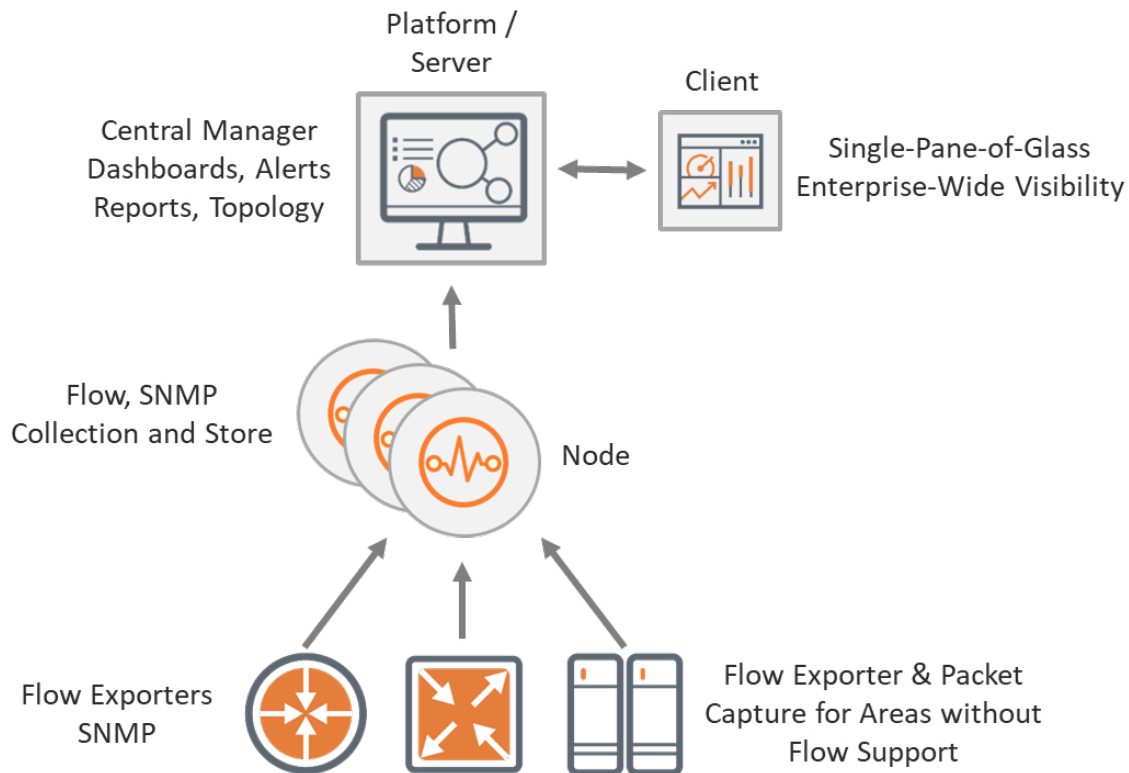 Platform /
Server
Client
Central Manager
Dashboards, Alerts
Reports, Topology
Single-Pane-of-Glass
Enterprise-Wide Visibility
Flow, SNMP
Collection and Store
Node
Flow Exporters
SNMP
Flow Exporter & Packet
Capture for Areas without
Flow Support